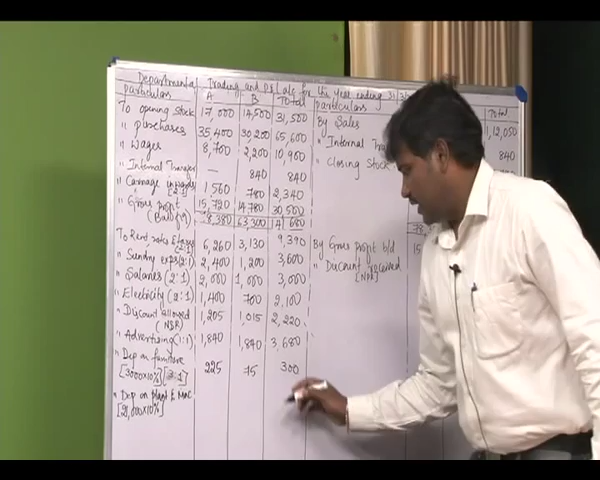 Departmental Trading and P&L a/c for the year ending 31/3/
particulars A B Total particulars Total
To opening stock 17,000 14,500 31,500 By Sales 1,12,050
" purchases 35,400 30,200 65,600 " Internal 840
" Wages 8,700 2,200 10,900 " Closing Stock
" Internal Transfer — 840 840
" Carriage inwards (2:1) 1,560 780 2,340
" Gross profit (Bal fig) 15,720 14,780 30,500
78,380 63,300 1,41,680
To Rent rates & taxes (2:1) 6,260 3,130 9,390 By Gross Profit b/d 15
" Sundry exps (2:1) 2,400 1,200 3,600 " Discount received
" Salaries (2:1) 2,000 1,000 3,000 [NPR]
" Electricity (2:1) 1,400 700 2,100
" Discount allowed (NSR) 1,205 1,015 2,220
" Advertising (1:1) 1,840 1,840 3,680
" Dep on furniture
[3000x10%] [3:1] 225 75 300
" Dep on plant & Mac
[21,000x10%]